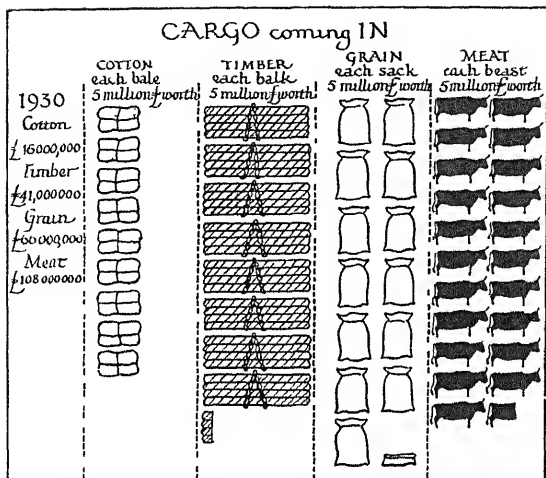 CARGO coming IN
1930
Cotton
£16000,000
Timber
£41,000000
Grain
£66000,000
Meat
£108000000
COTTON
each bale
5 million £ worth
TIMBER
each balk
5 million £ worth
GRAIN
each sack
5 million £ worth
MEAT
each beast
5 million £ worth